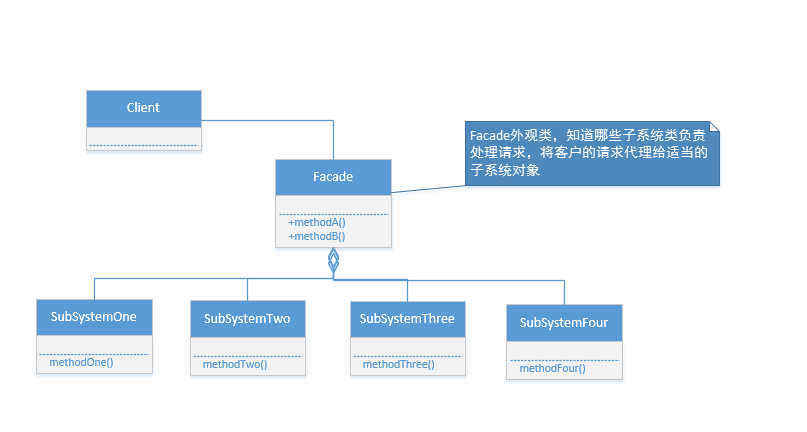 Client
Facade外观类，知道哪些子系统类负责
处理请求，将客户的请求代理给适当的
子系统对象
Facade
+methodA()
+methodB()
SubSystemOne
methodOne()
SubSystemTwo
methodTwo()
SubSystemThree
methodThree()
SubSystemFour
methodFour()